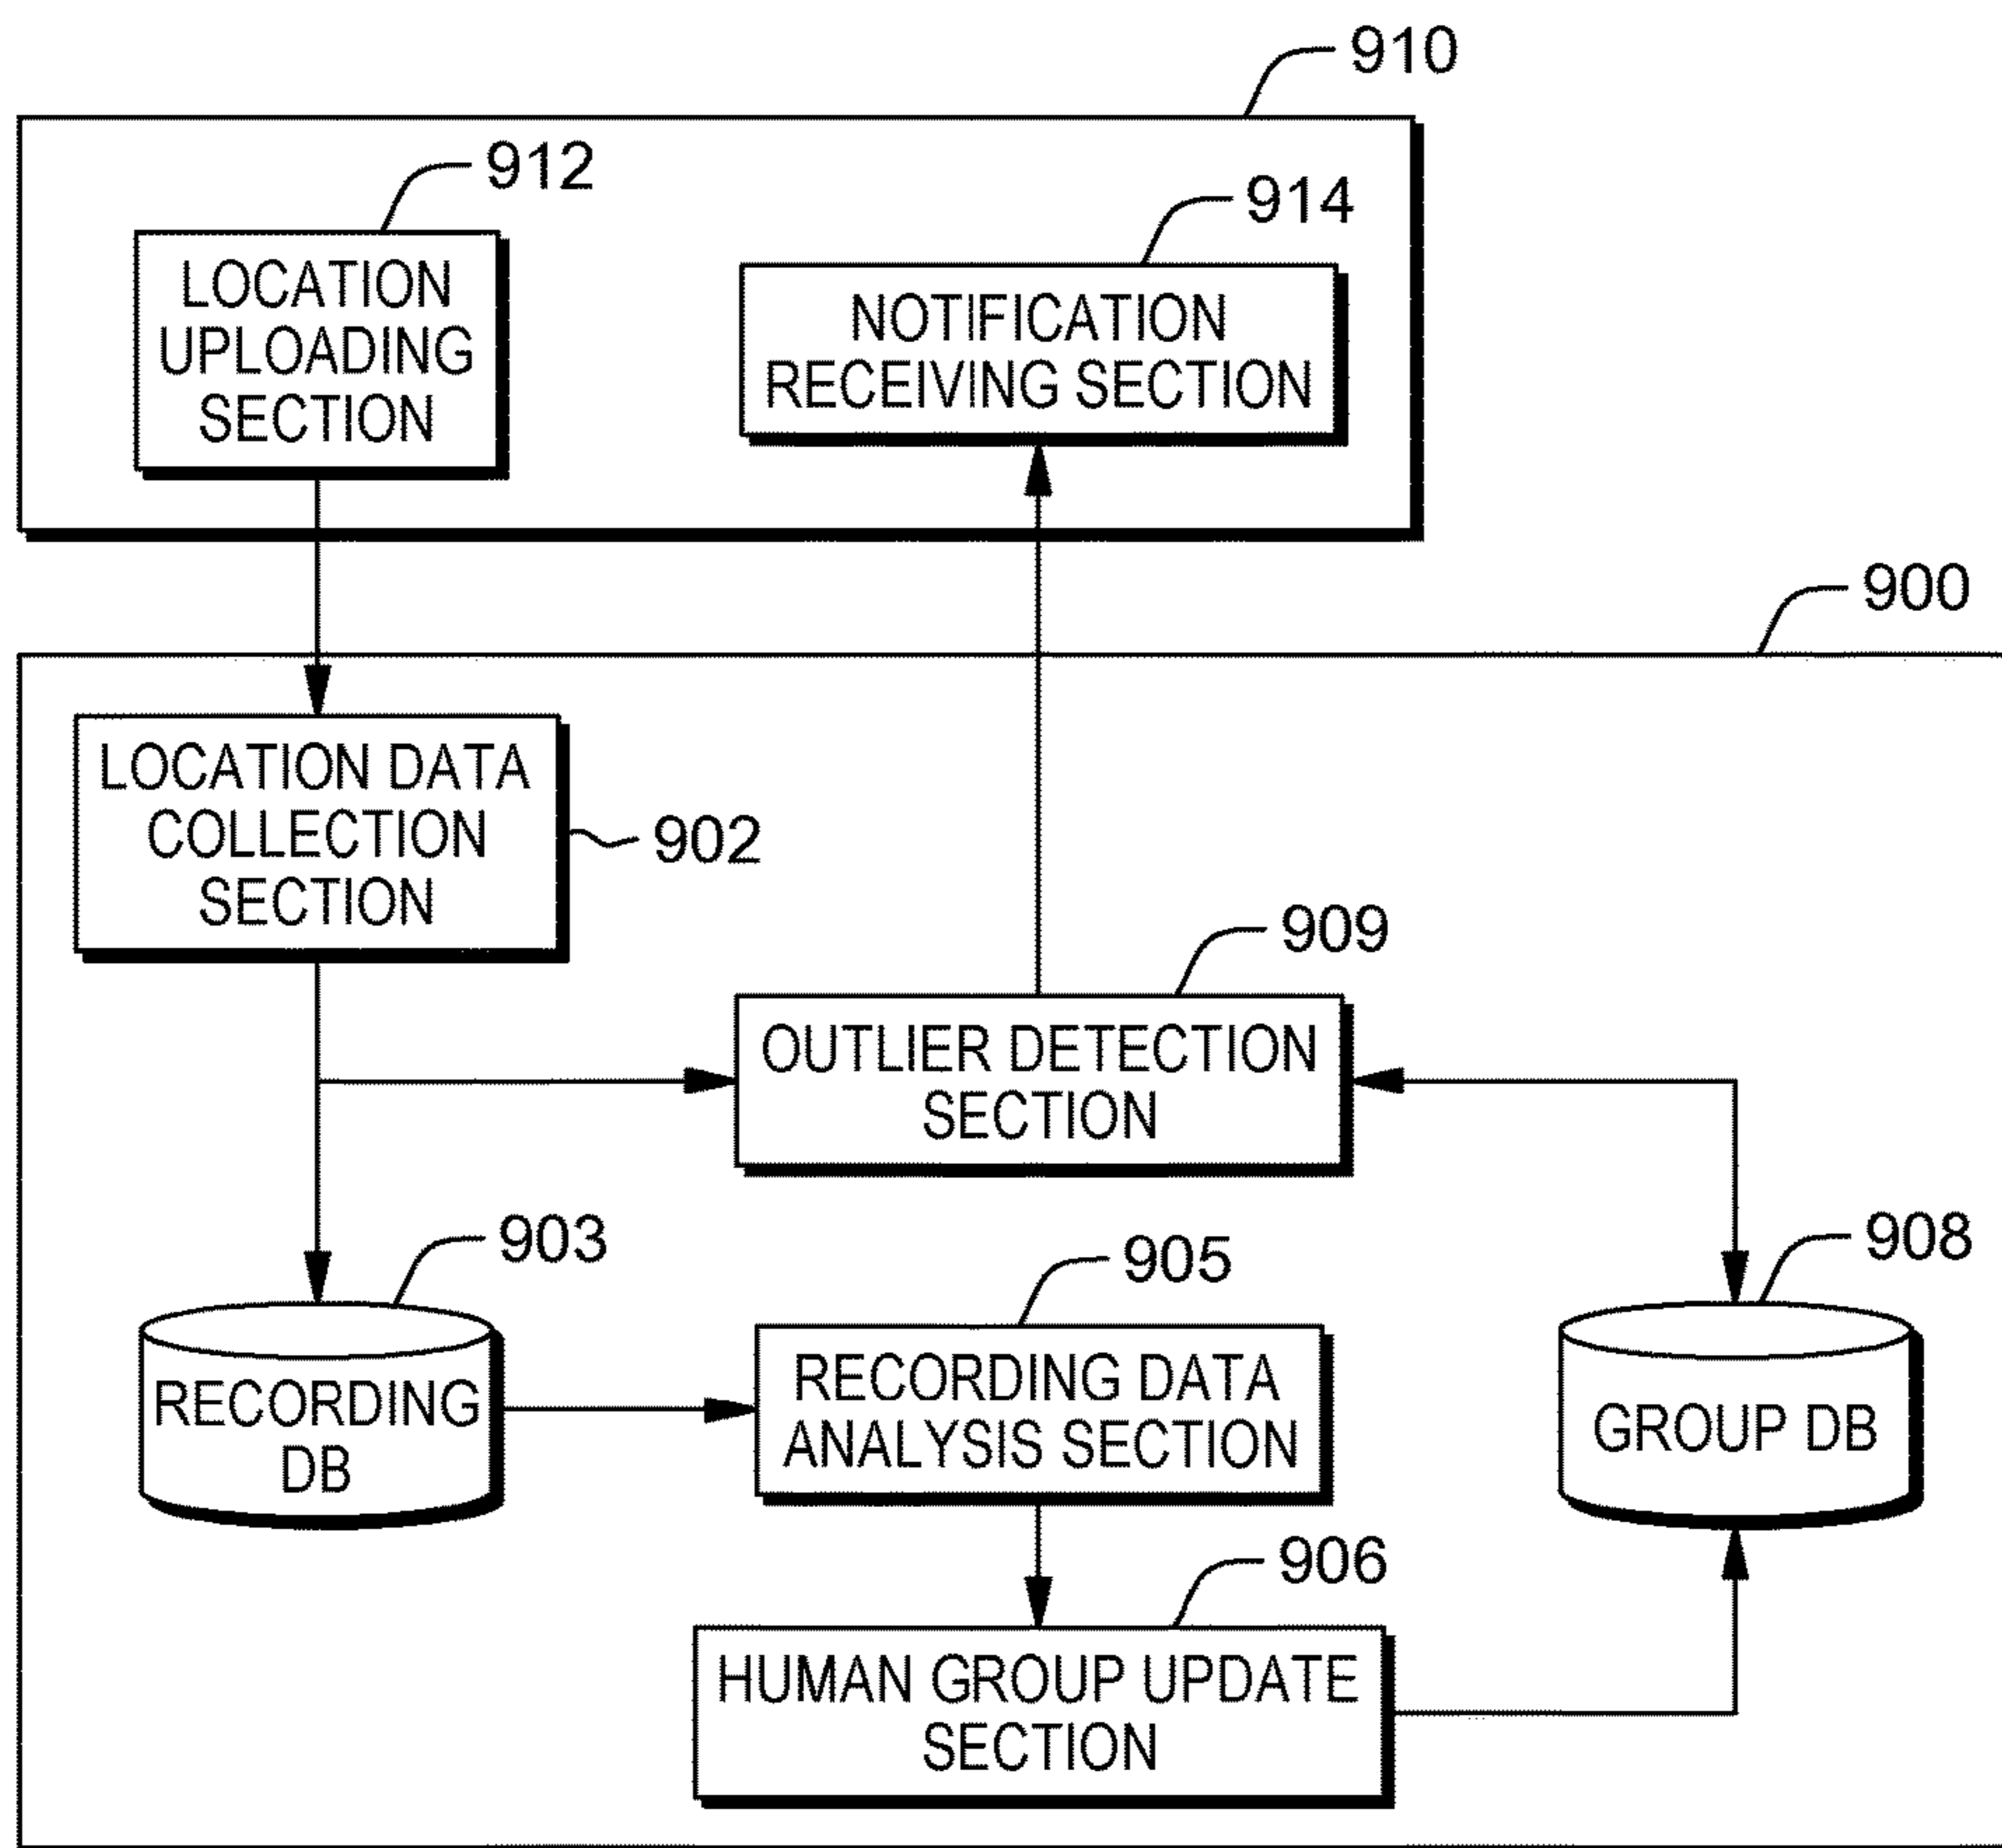 910
912
LOCATION
UPLOADING
SECTION
914
NOTIFICATION
RECEIVING SECTION
900
LOCATION DATA
COLLECTION
SECTION
902
909
OUTLIER DETECTION
SECTION
903
RECORDING
DB
905
RECORDING DATA
ANALYSIS SECTION
908
GROUP DB
906
HUMAN GROUP UPDATE
SECTION